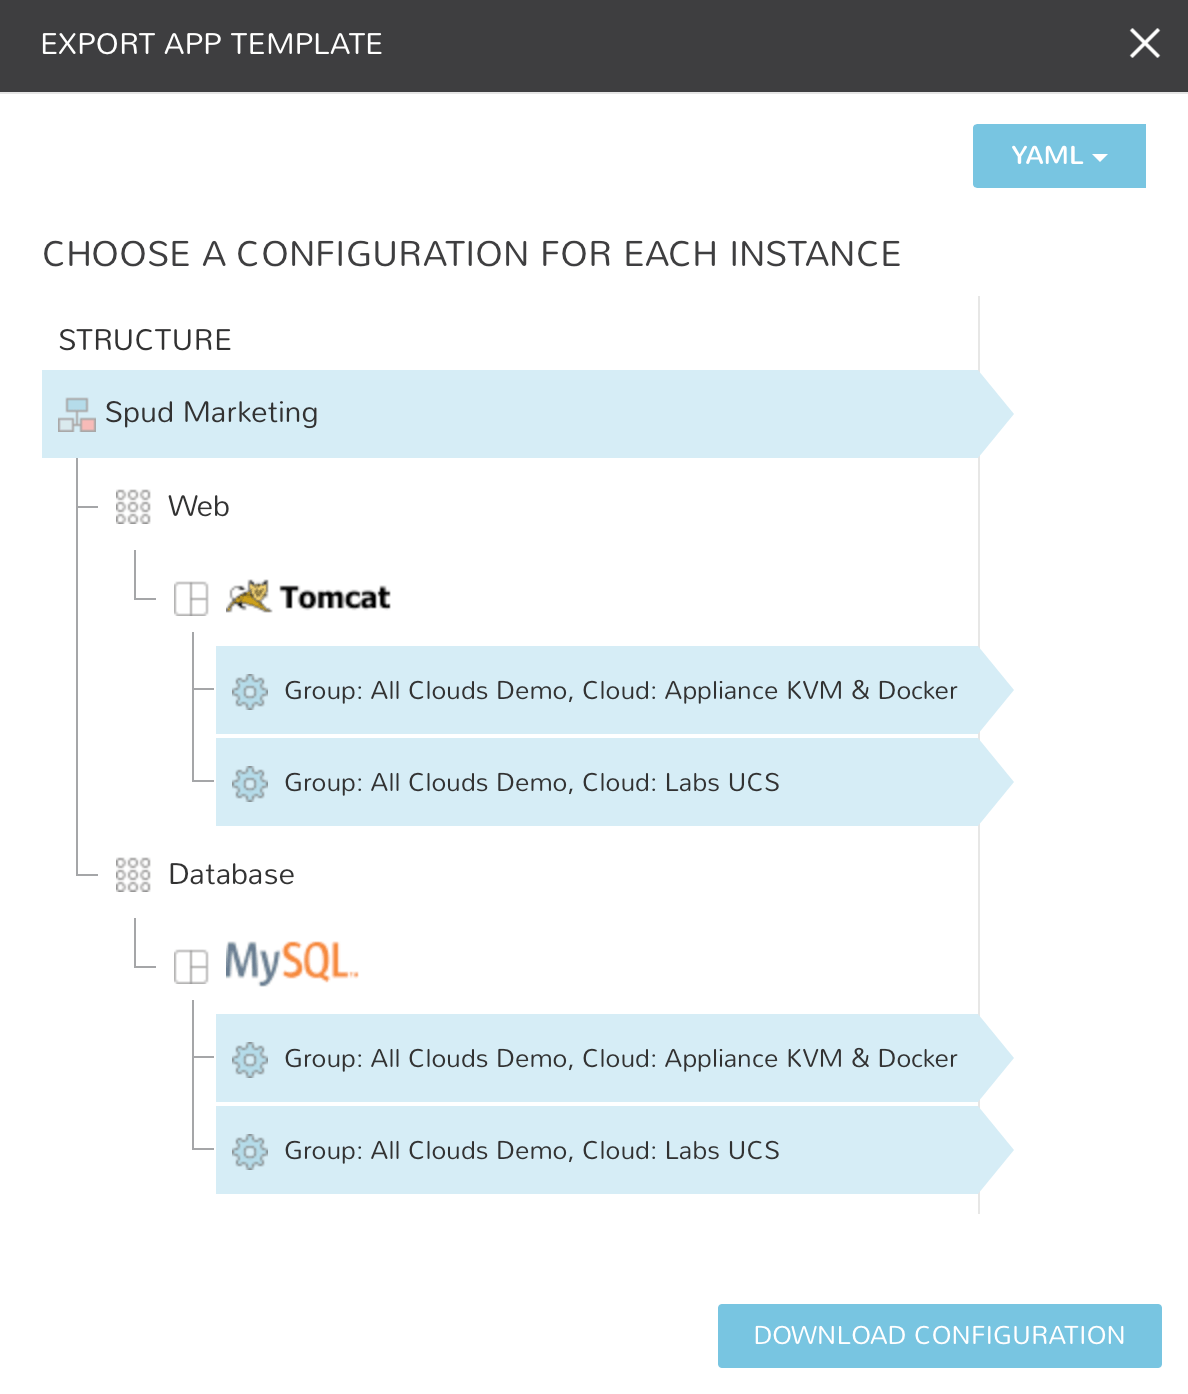 EXPORT APP TEMPLATE
YAML
CHOOSE A CONFIGURATION FOR EACH INSTANCE
STRUCTURE
Spud Marketing
Web
Tomcat
Group: All Clouds Demo, Cloud: Appliance KVM & Docker
Group: All Clouds Demo, Cloud: Labs UCS
Database
MySQL™
Group: All Clouds Demo, Cloud: Appliance KVM & Docker
Group: All Clouds Demo, Cloud: Labs UCS
DOWNLOAD CONFIGURATION